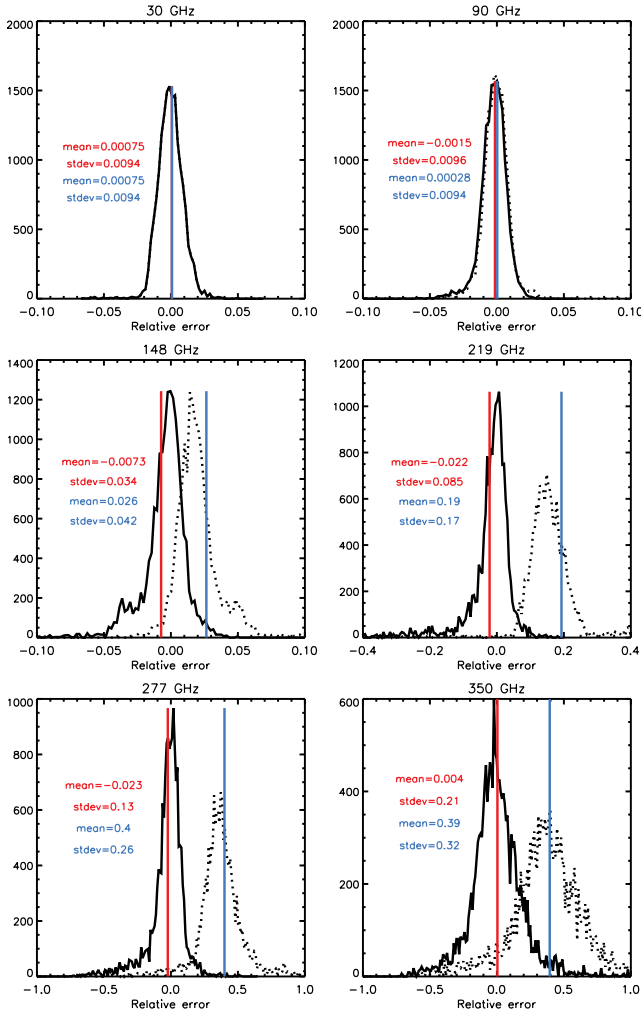 30 GHz
2000
1500
1000
500
0
mean=0.00075
stdev=0.0094
mean=0.00075
stdev=0.0094
−0.10 −0.05 0.00 0.05 0.10
Relative error
90 GHz
2000
1500
1000
500
0
mean=−0.0015
stdev=0.0096
mean=0.00028
stdev=0.0094
−0.10 −0.05 0.00 0.05 0.10
Relative error
148 GHz
1400
1200
1000
800
600
400
200
0
mean=−0.0073
stdev=0.034
mean=0.026
stdev=0.042
−0.10 −0.05 0.00 0.05 0.10
Relative error
219 GHz
1200
1000
800
600
400
200
0
mean=−0.022
stdev=0.085
mean=0.19
stdev=0.17
−0.4 −0.2 0.0 0.2 0.4
Relative error
277 GHz
1000
800
600
400
200
0
mean=−0.023
stdev=0.13
mean=0.4
stdev=0.26
−1.0 −0.5 0.0 0.5 1.0
Relative error
350 GHz
600
400
200
0
mean=0.004
stdev=0.21
mean=0.39
stdev=0.32
−1.0 −0.5 0.0 0.5 1.0
Relative error